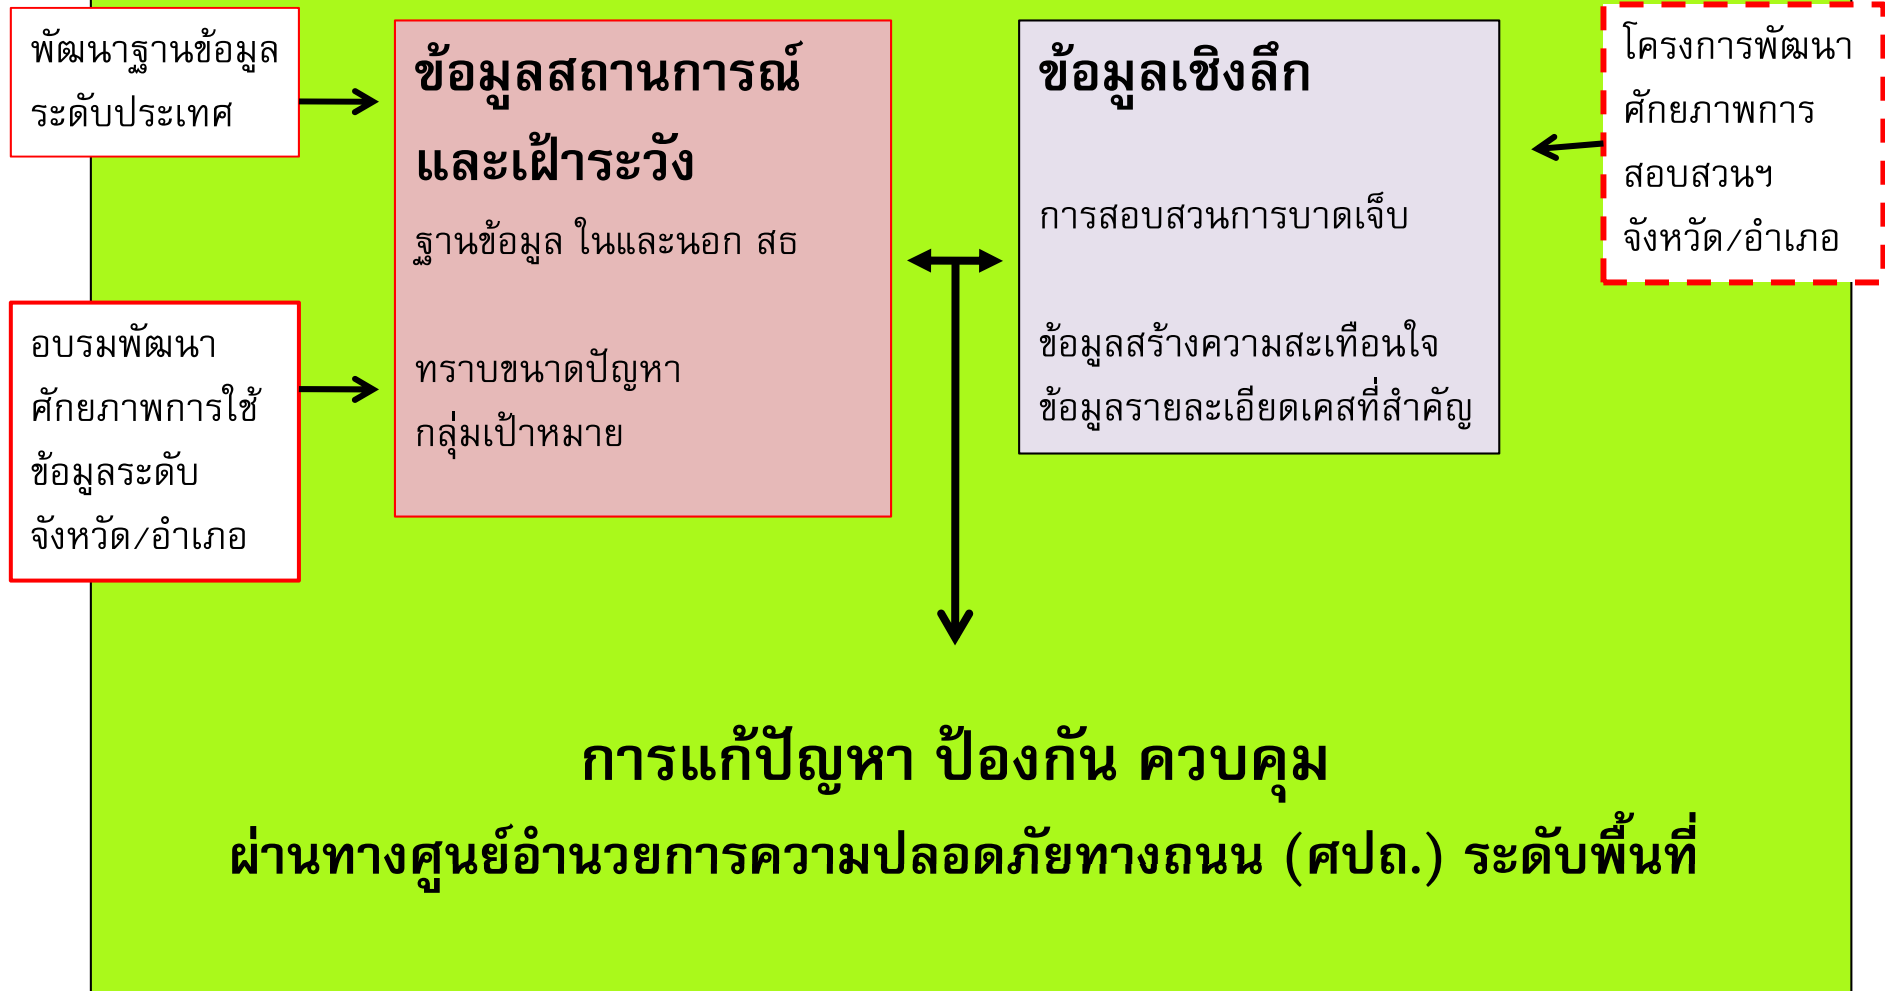 พัฒนาฐานข้อมูล
ระดับประเทศ
อบรมพัฒนา
ศักยภาพการใช้
ข้อมูลระดับ
จังหวัด/อำเภอ
ข้อมูลสถานการณ์
และเฝ้าระวัง
ฐานข้อมูล ในและนอก สธ
ทราบขนาดปัญหา
กลุ่มเป้าหมาย
ข้อมูลเชิงลึก
การสอบสวนการบาดเจ็บ
ข้อมูลสร้างความสะเทือนใจ
ข้อมูลรายละเอียดเคสที่สำคัญ
โครงการพัฒนา
ศักยภาพการ
สอบสวนฯ
จังหวัด/อำเภอ
การแก้ปัญหา ป้องกัน ควบคุม
ผ่านทางศูนย์อำนวยการความปลอดภัยทางถนน (ศปถ.) ระดับพื้นที่